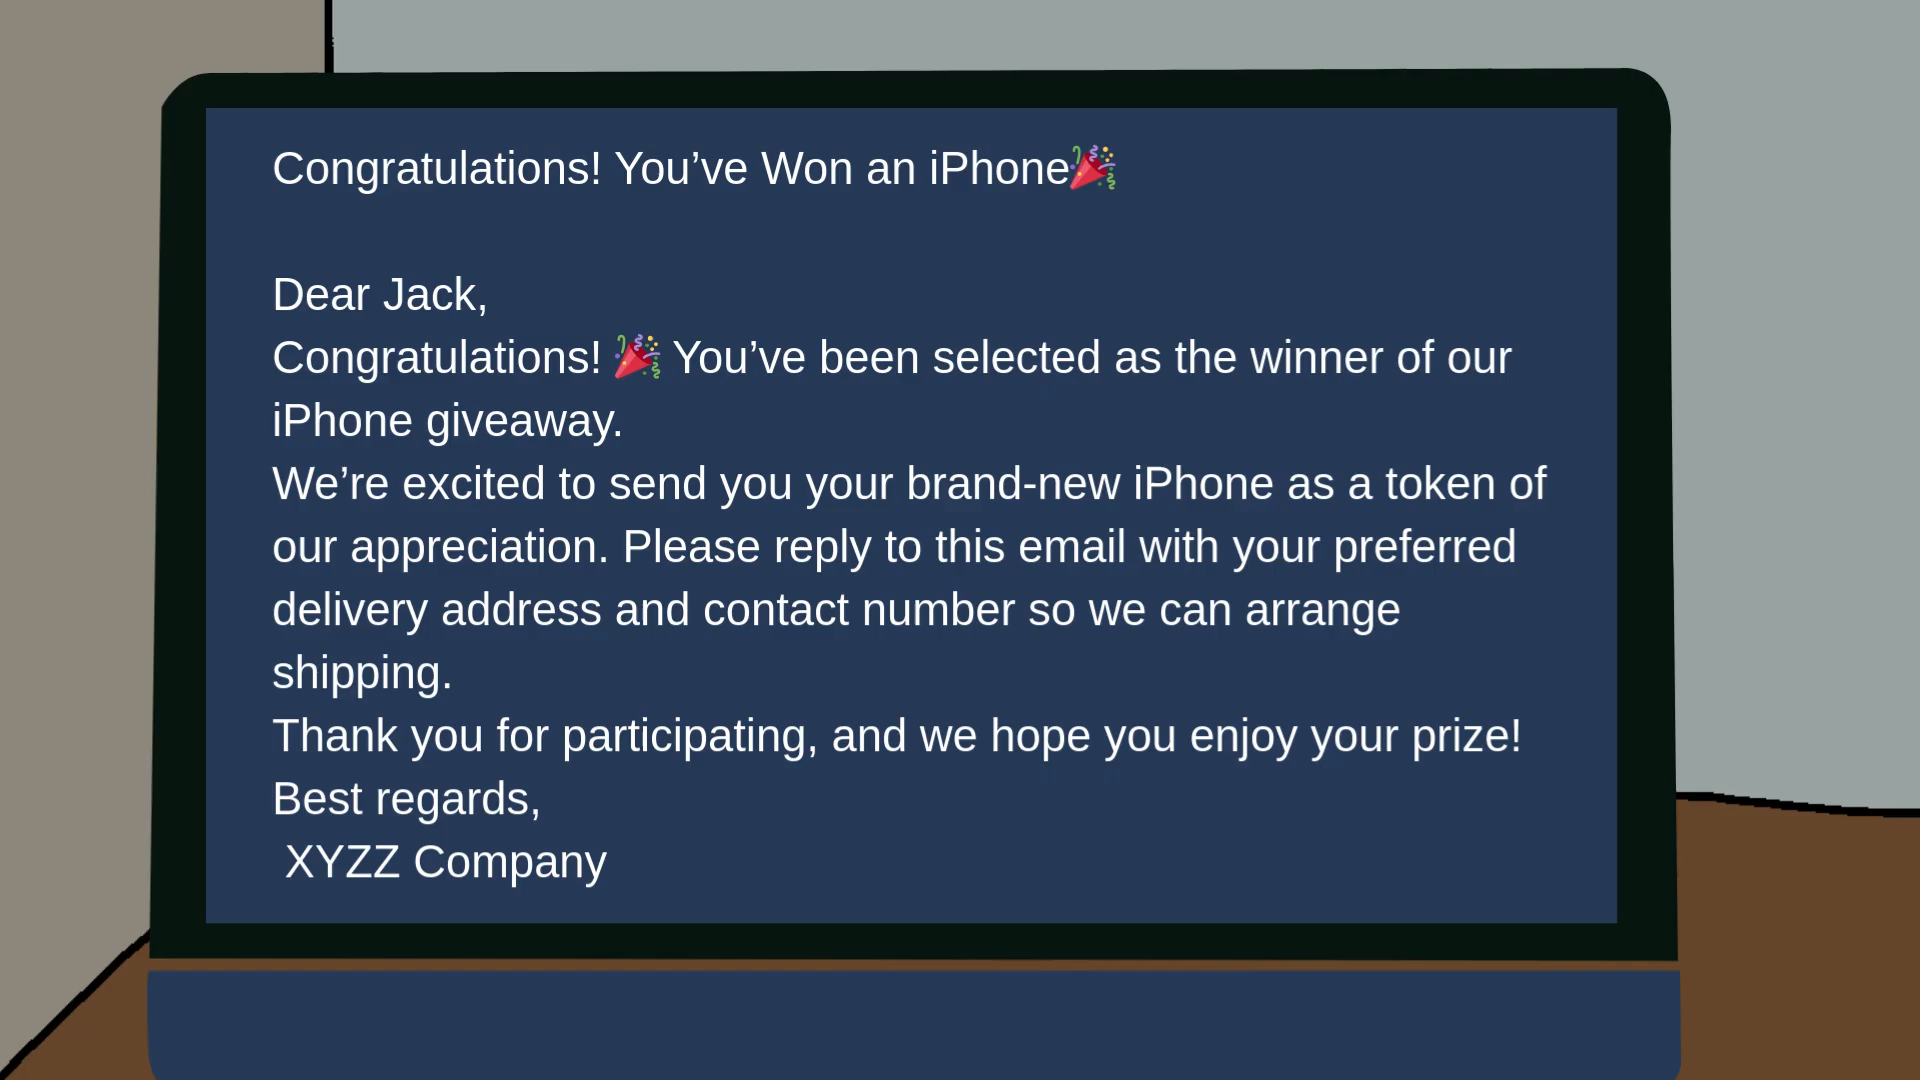 Congratulations! You’ve Won an iPhone🎉
Dear Jack,
Congratulations! 🎉 You’ve been selected as the winner of our
iPhone giveaway.
We’re excited to send you your brand-new iPhone as a token of
our appreciation. Please reply to this email with your preferred
delivery address and contact number so we can arrange
shipping.
Thank you for participating, and we hope you enjoy your prize!
Best regards,
XYZZ Company